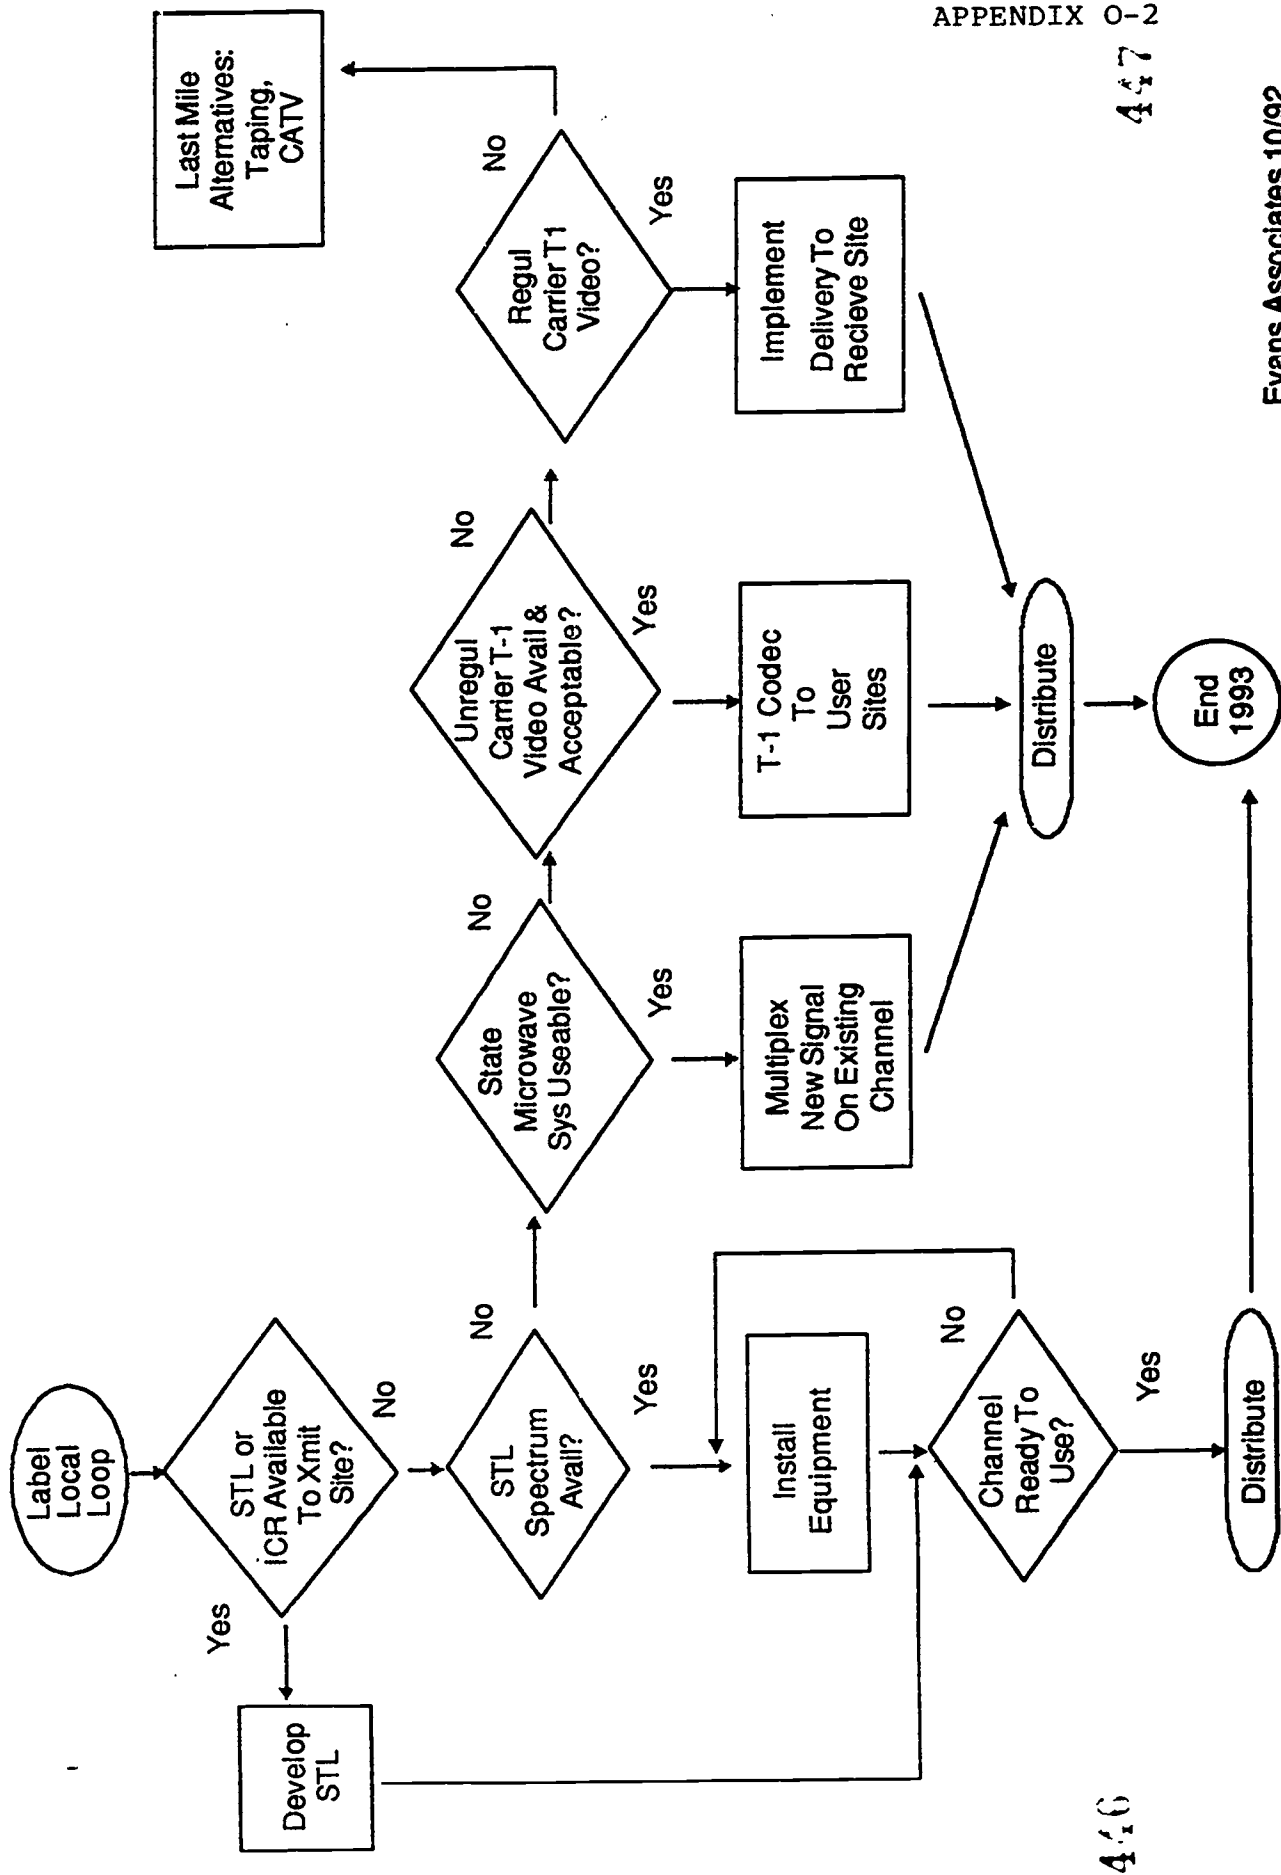 APPENDIX O-2
Label
Local
Loop
STL or
ICR Available
To Xmit
Site?
Yes
No
Develop
STL
STL
Spectrum
Avail?
No
Yes
Install
Equipment
Channel
Ready To
Use?
No
Yes
Distribute
State
Microwave
Sys Useable?
No
Yes
Multiplex
New Signal
On Existing
Channel
Unregul
Carrier T-1
Video Avail &
Acceptable?
No
Yes
T-1 Codec
To
User
Sites
Regul
Carrier T1
Video?
No
Yes
Implement
Delivery To
Recieve Site
Last Mile
Alternatives:
Taping,
CATV
Distribute
End
1993
446
447
Evans Associates 10/92